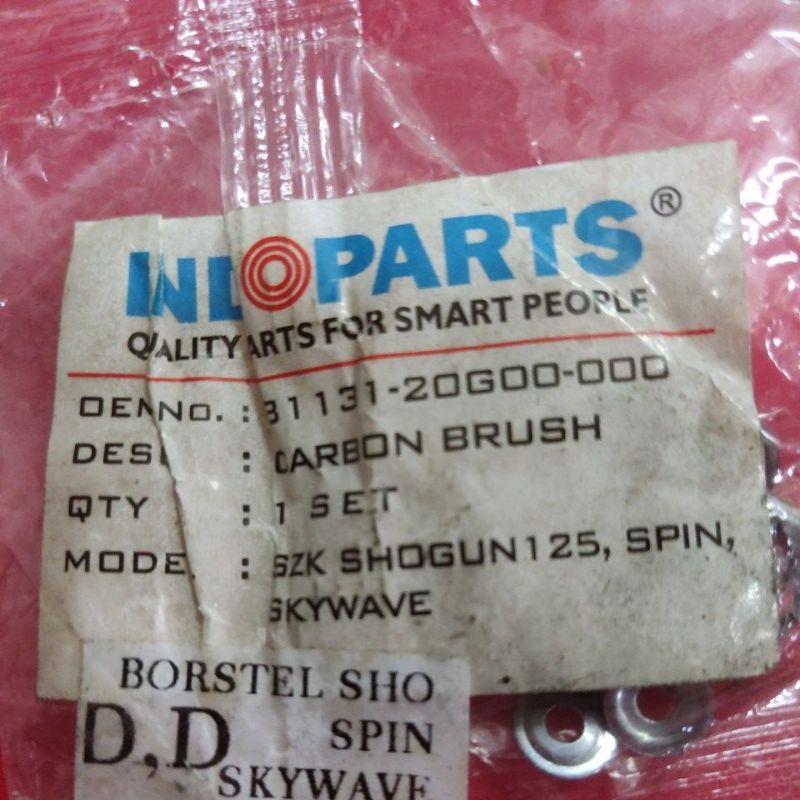 INDOPARTS®
QUALITY PARTS FOR SMART PEOPLE
OEM No. : 31131-20G00-000
DESC : CARBON BRUSH
QTY : 1 SET
MODEL : SZK SHOGUN125, SPIN,
SKYWAVE
BORSTEL SHO
D,D SPIN
SKYWAVE